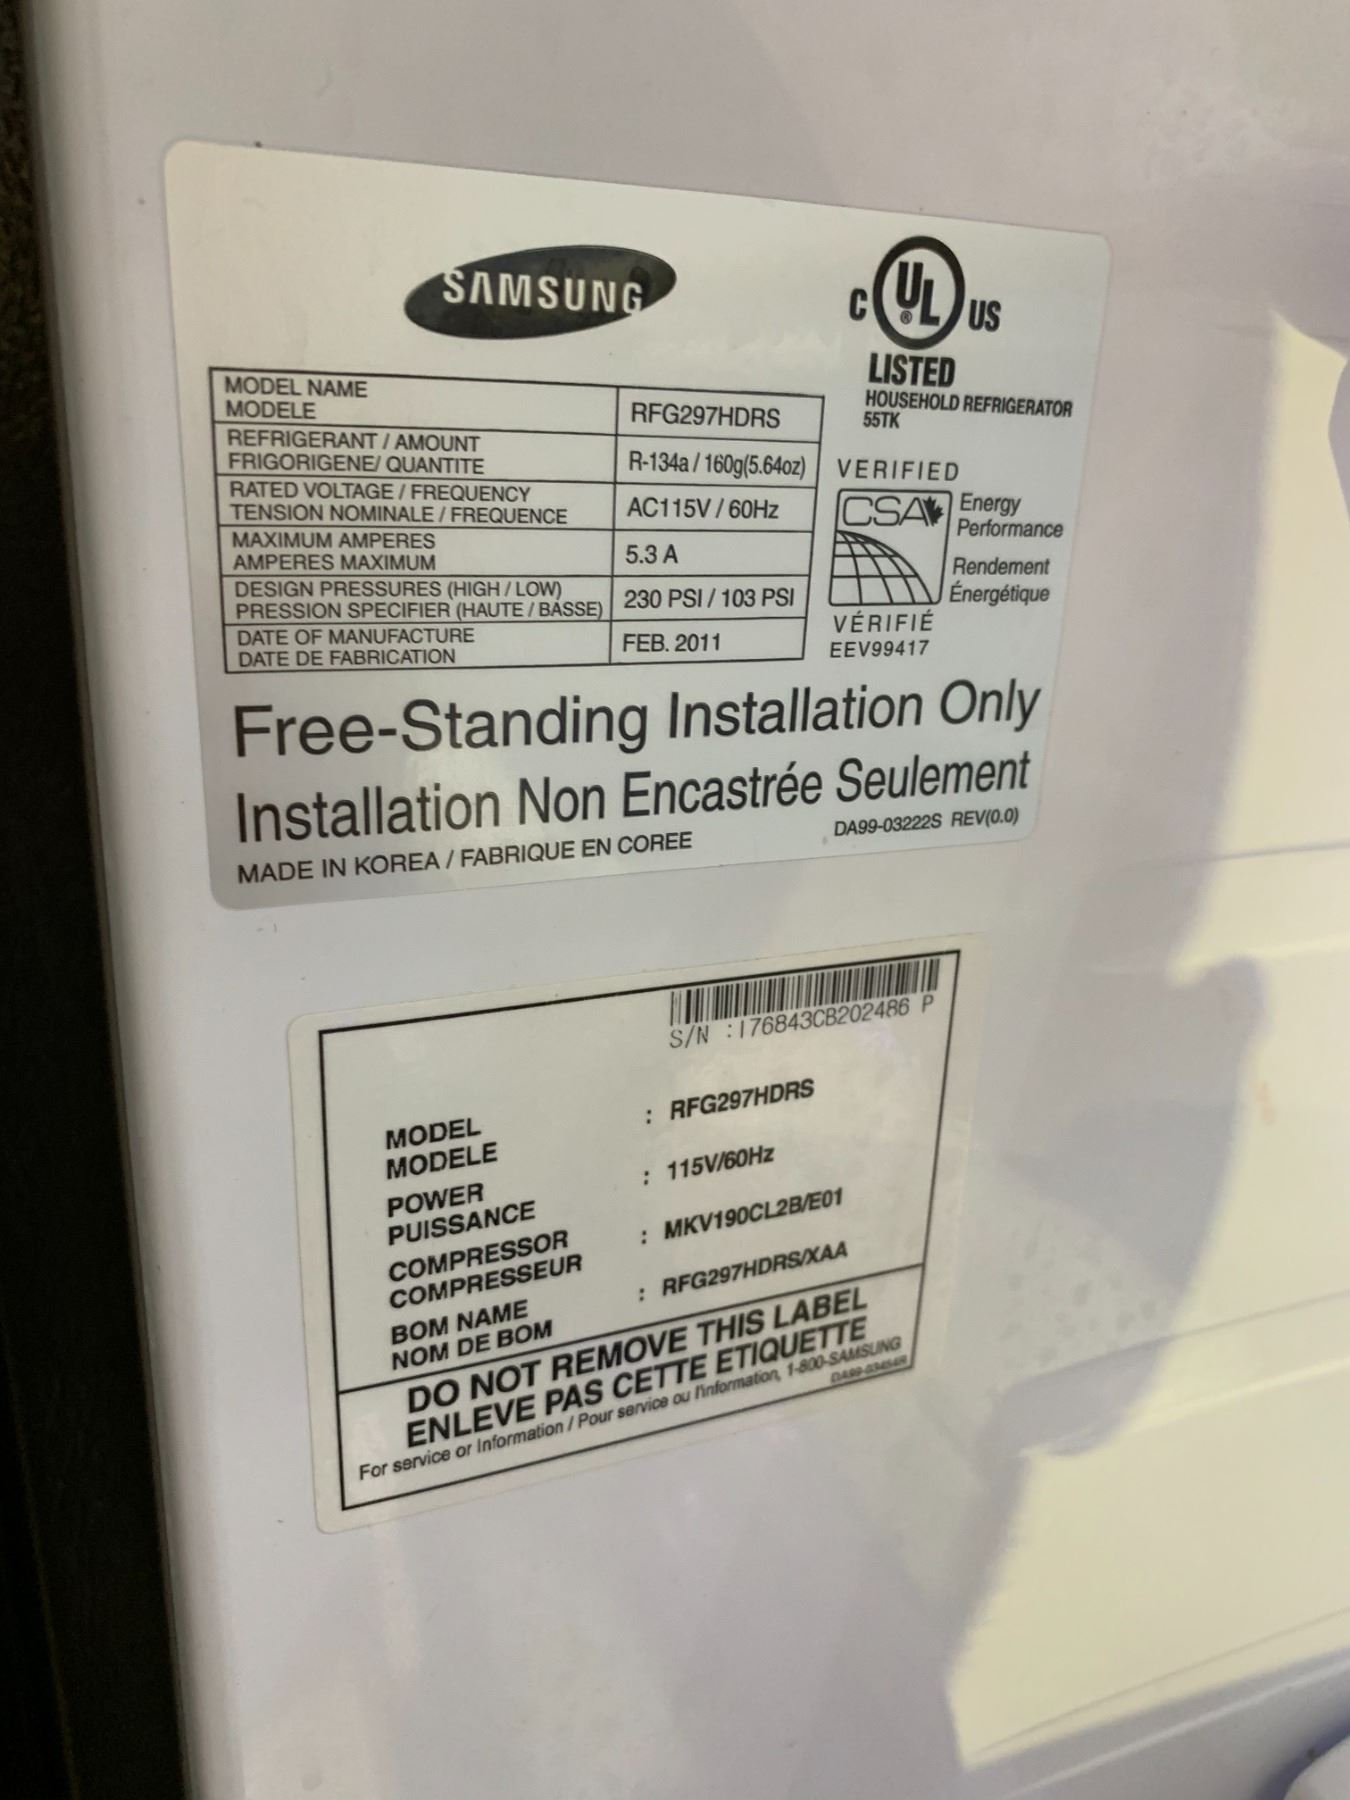 SAMSUNG
C UL® US
LISTED
HOUSEHOLD REFRIGERATOR
55TK
MODEL NAME
MODELE
RFG297HDRS
REFRIGERANT / AMOUNT
FRIGORIGENE/ QUANTITE
R-134a / 160g(5.64oz)
RATED VOLTAGE / FREQUENCY
TENSION NOMINALE / FREQUENCE
AC115V / 60Hz
MAXIMUM AMPERES
AMPERES MAXIMUM
5.3 A
DESIGN PRESSURES (HIGH / LOW)
PRESSION SPECIFIER (HAUTE / BASSE)
230 PSI / 103 PSI
DATE OF MANUFACTURE
DATE DE FABRICATION
FEB. 2011
VERIFIED
CSA
Energy
Performance
Rendement
Énergétique
VÉRIFIÉ
EEV99417
Free-Standing Installation Only
Installation Non Encastrée Seulement
MADE IN KOREA / FABRIQUE EN COREE
DA99-03222S REV(0.0)
S/N :I76843CB202486 P
MODEL
MODELE
: RFG297HDRS
POWER
PUISSANCE
: 115V/60Hz
COMPRESSOR
COMPRESSEUR
: MKV190CL2B/E01
BOM NAME
NOM DE BOM
: RFG297HDRS/XAA
DO NOT REMOVE THIS LABEL
ENLEVE PAS CETTE ETIQUETTE
For service or Information / Pour service ou l'information, 1-800-SAMSUNG